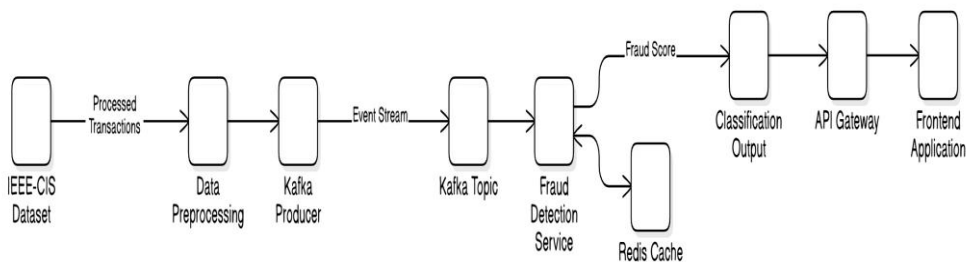 Fraud Score
Processed
Transactions
Event Stream
IEEE-CIS
Dataset
Data
Preprocessing
Kafka
Producer
Kafka Topic
Fraud
Detection
Service
Redis Cache
Classification
Output
API Gateway
Frontend
Application